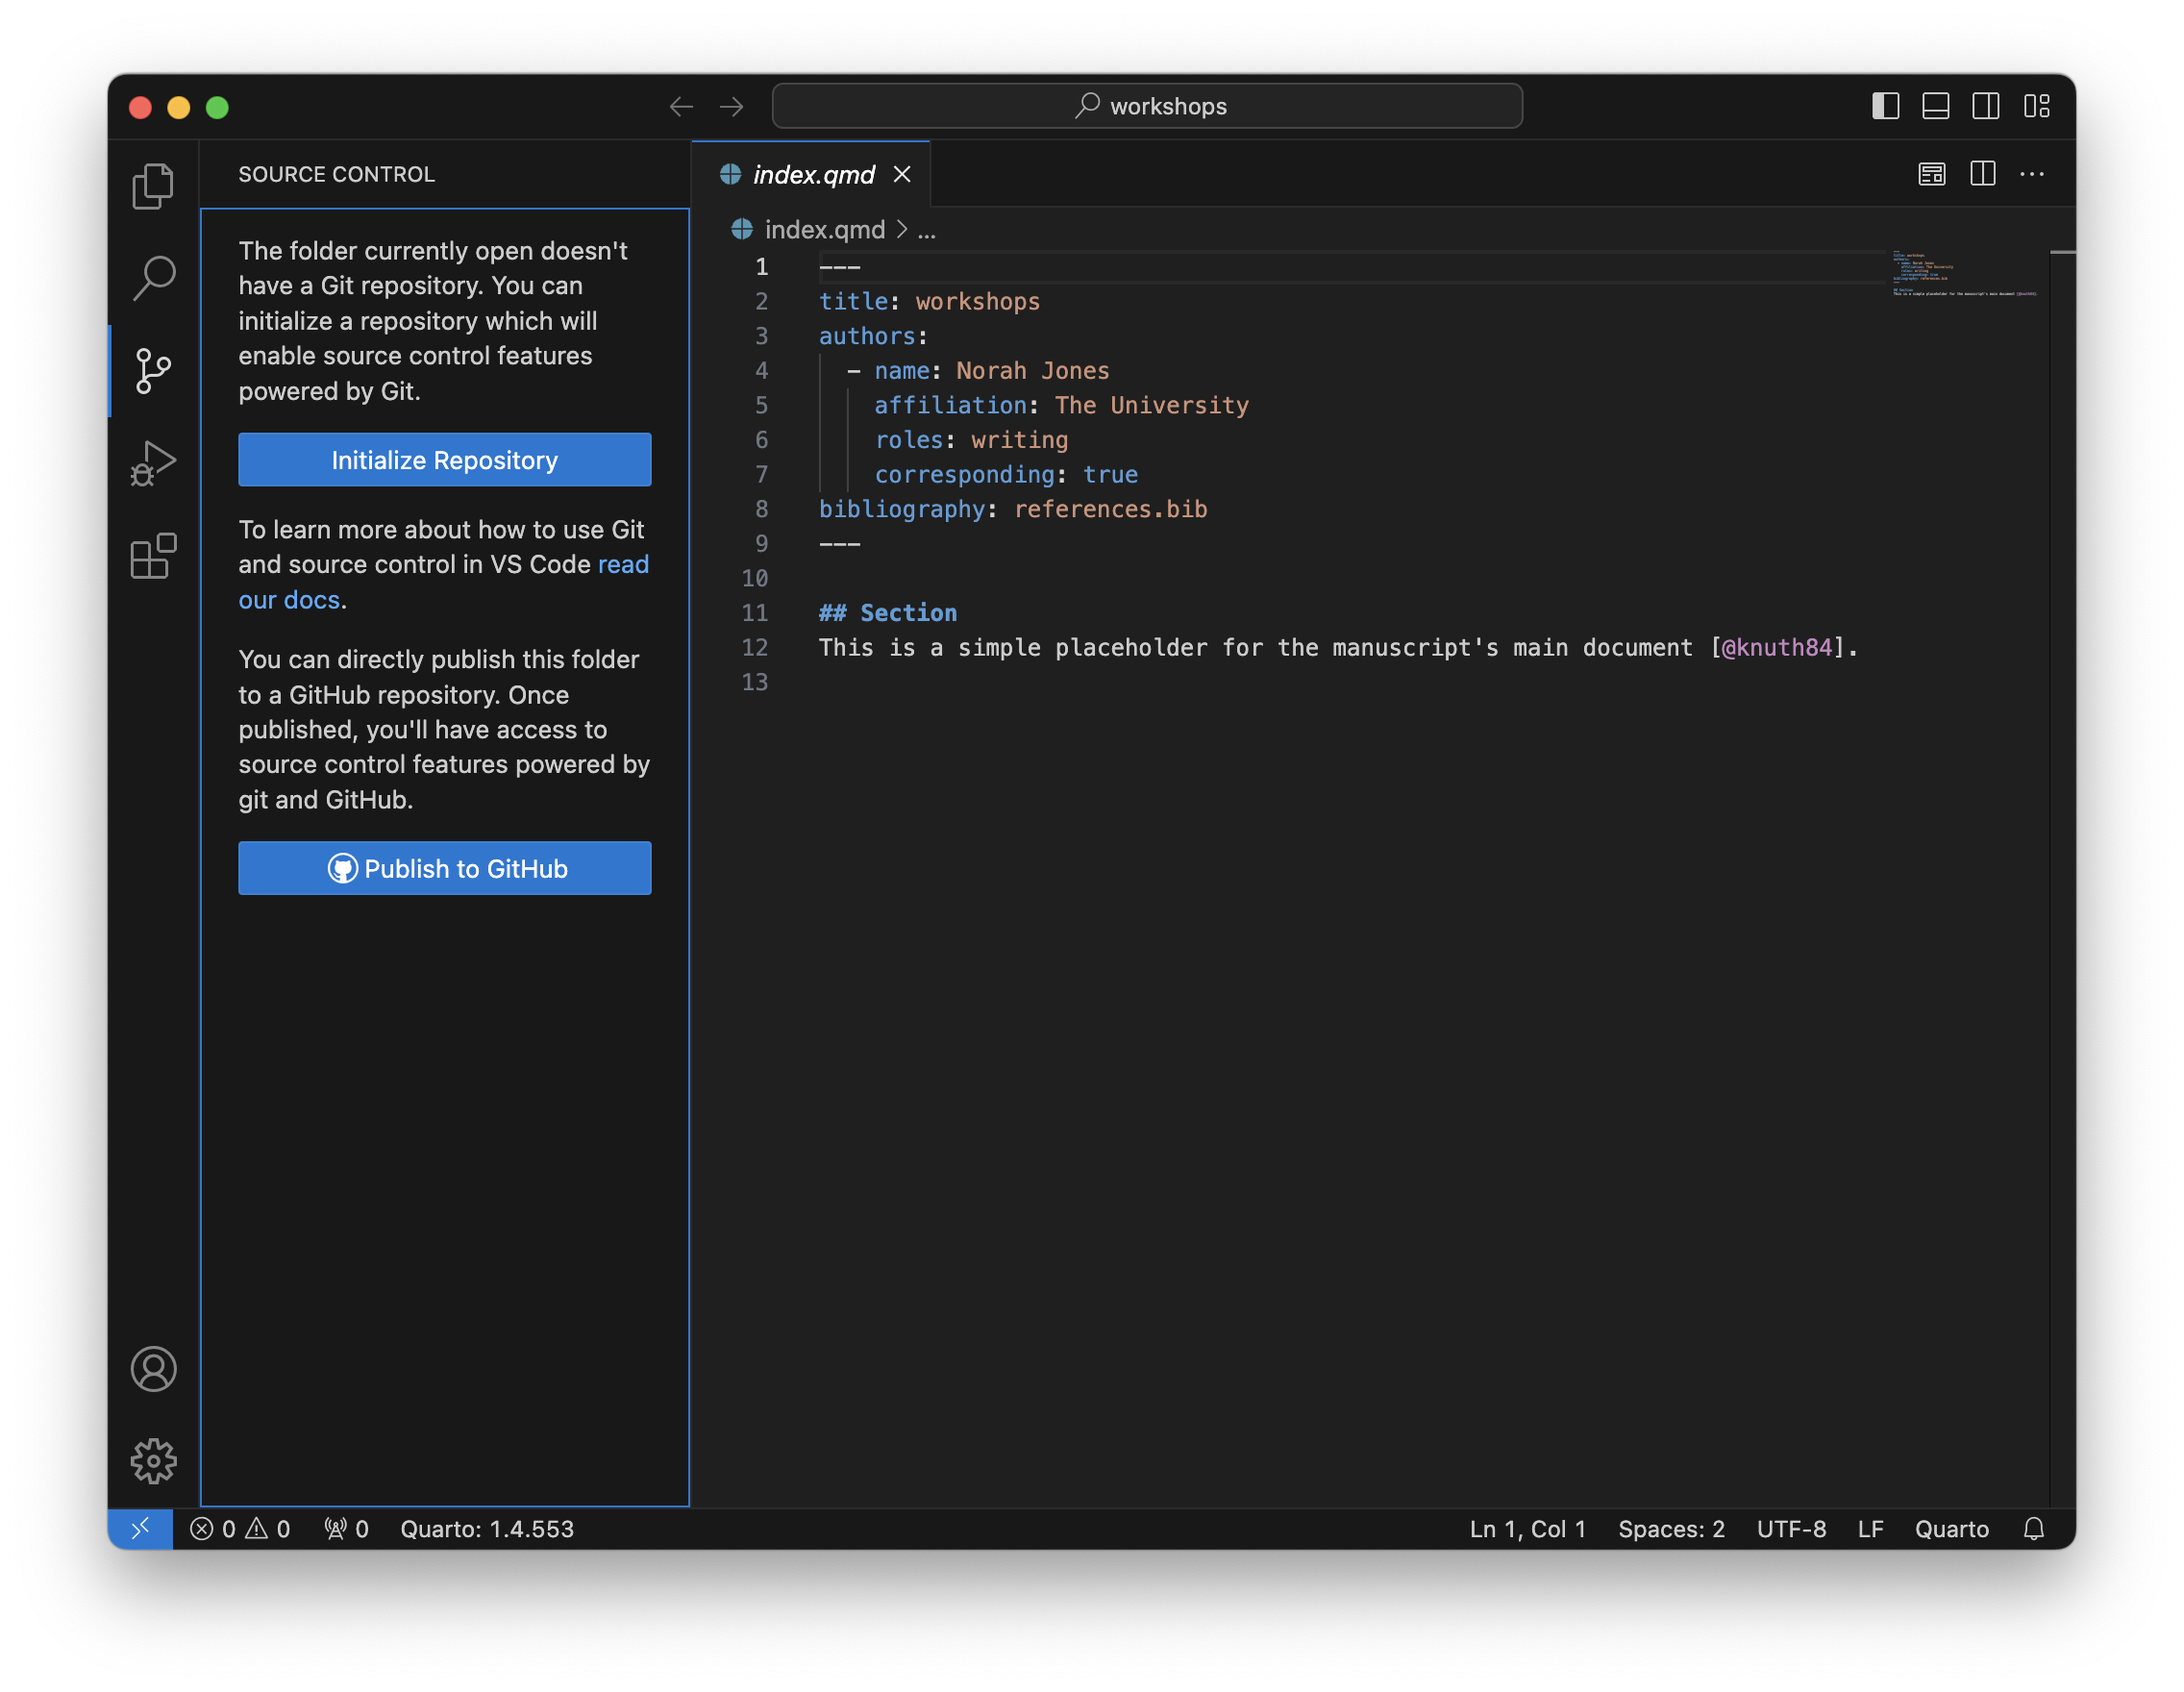 workshops
SOURCE CONTROL
The folder currently open doesn't
have a Git repository. You can
initialize a repository which will
enable source control features
powered by Git.
Initialize Repository
To learn more about how to use Git
and source control in VS Code read
our docs.
You can directly publish this folder
to a GitHub repository. Once
published, you'll have access to
source control features powered by
git and GitHub.
Publish to GitHub
index.qmd
index.qmd > ...
1 ---
2 title: workshops
3 authors:
4 - name: Norah Jones
5 affiliation: The University
6 roles: writing
7 corresponding: true
8 bibliography: references.bib
9 ---
10
11 ## Section
12 This is a simple placeholder for the manuscript's main document [@knuth84].
13
0 0 0 Quarto: 1.4.553 Ln 1, Col 1 Spaces: 2 UTF-8 LF Quarto